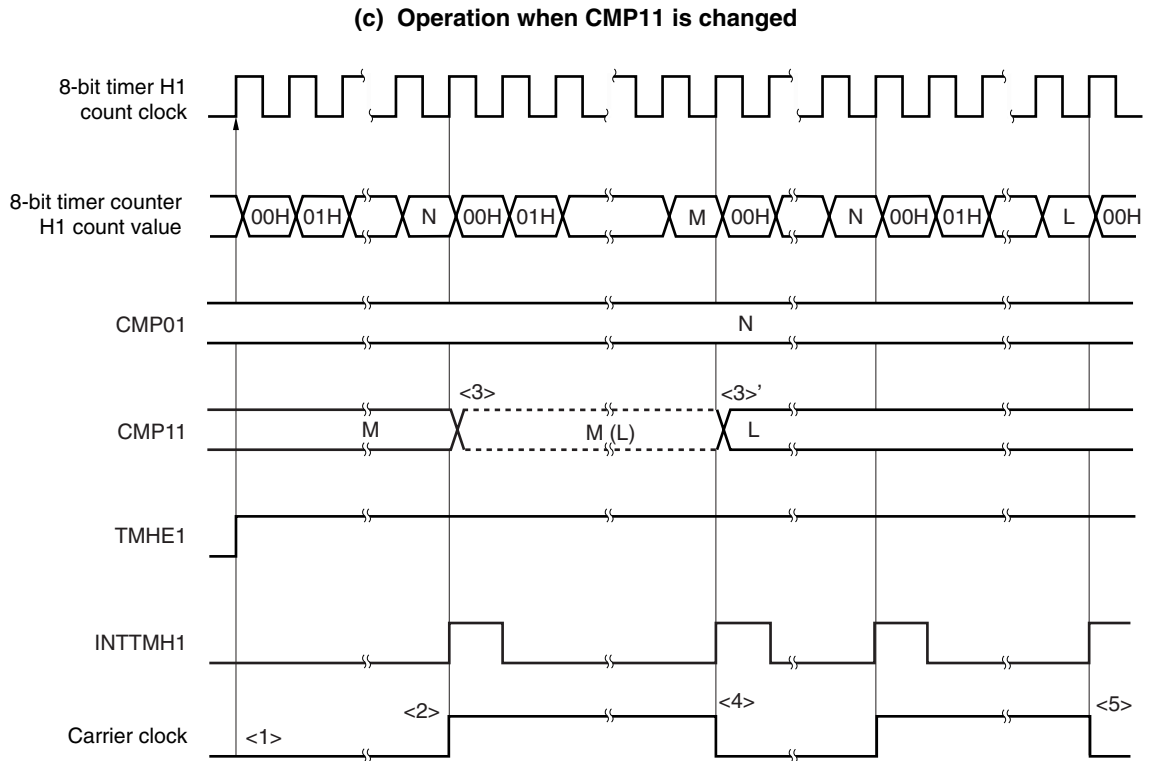 (c) Operation when CMP11 is changed
8-bit timer H1
count clock
8-bit timer counter
H1 count value
00H 01H N 00H 01H M 00H N 00H 01H L 00H
CMP01
N
<3> <3>’
CMP11
M M (L) L
TMHE1
INTTMH1
<2> <4> <5>
Carrier clock
<1>